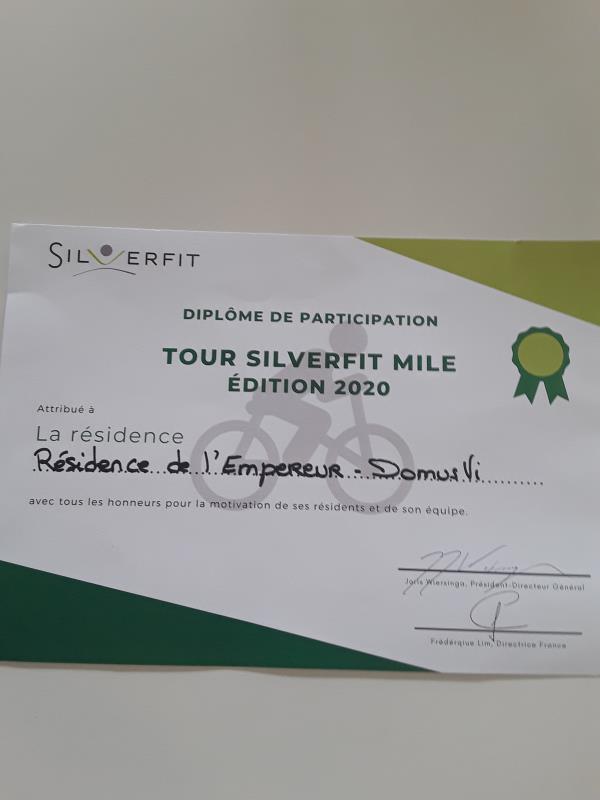 SILVERFIT
DIPLÔME DE PARTICIPATION
TOUR SILVERFIT MILE
ÉDITION 2020
Attribué à
La résidence
Résidence de l'Empereur - DomusVi
avec tous les honneurs pour la motivation de ses résidents et de son équipe.
Joris Wiersinga, Président-Directeur Général
Frédérqiue Lim, Directrice France